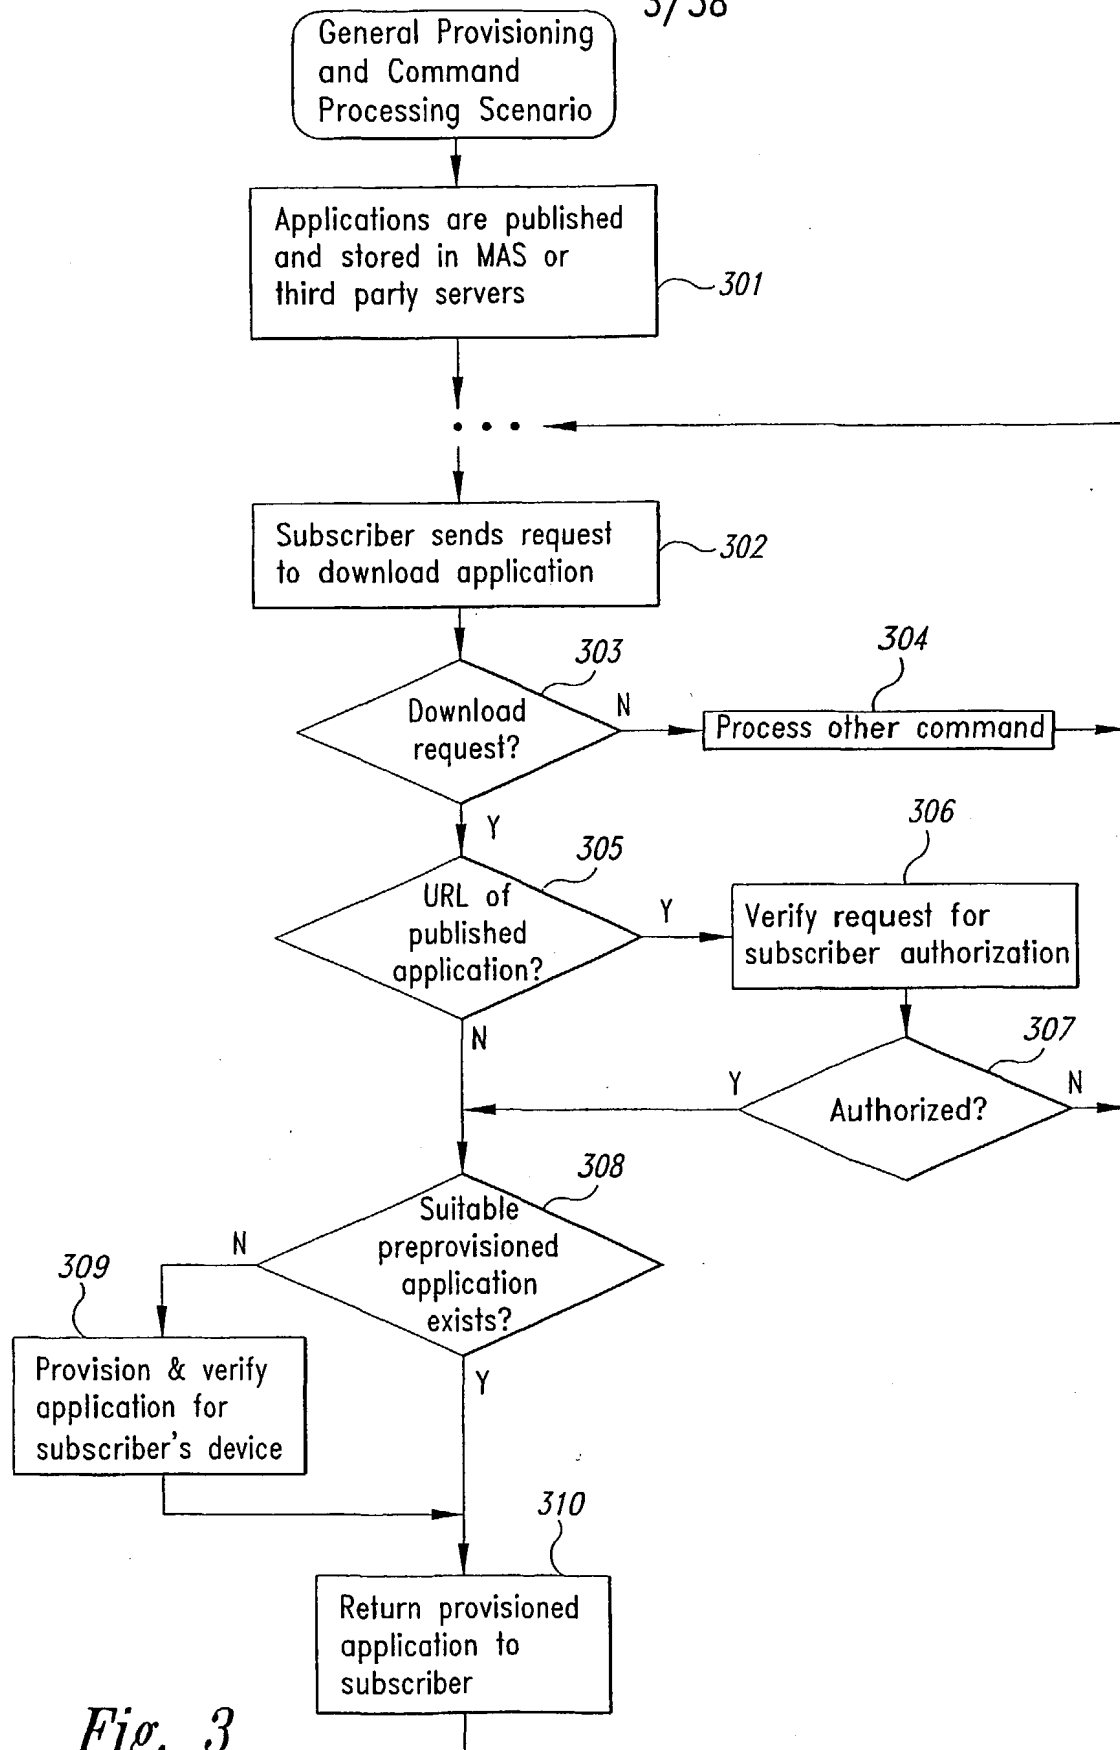 3/38
General Provisioning
and Command
Processing Scenario
Applications are published
and stored in MAS or
third party servers
301
Subscriber sends request
to download application
302
303
304
Download
request?
N
Process other command
Y
305
306
URL of
published
application?
Y
Verify request for
subscriber authorization
N
307
Y
Authorized?
N
308
Suitable
preprovisioned
application
exists?
N
309
Provision & verify
application for
subscriber's device
Y
310
Return provisioned
application to
subscriber
Fig. 3